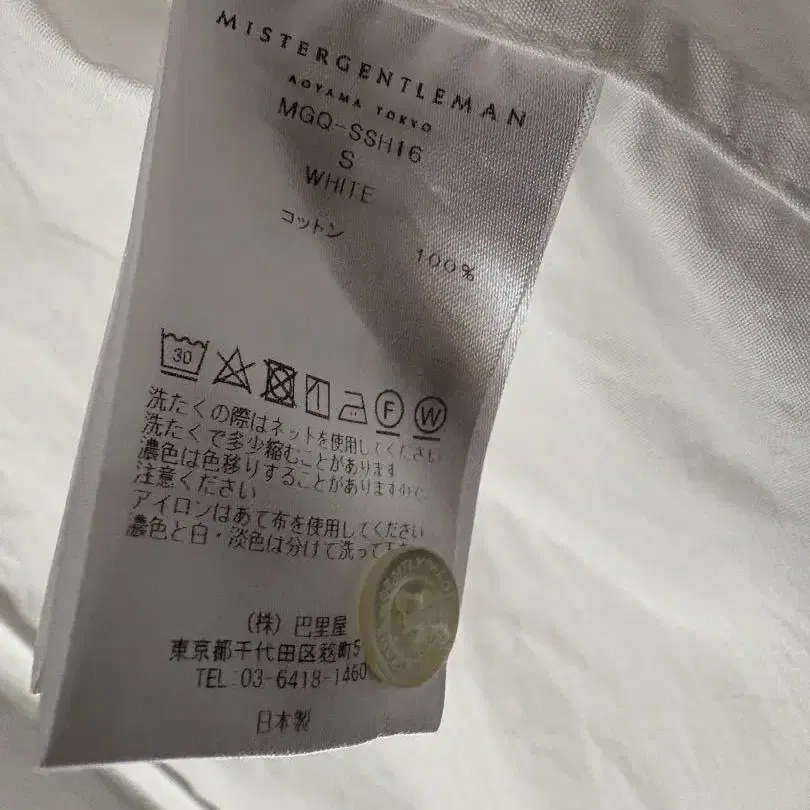 MISTERGENTLEMAN
AOYAMA TOKYO
MGQ-SSH16
S
WHITE
コットン 100%
30
F W
洗たくの際はネットを使用してください
洗たくで多少縮むことがあります
濃色は色移りすることがあります
注意ください
アイロンはあて布を使用してください
濃色と白・淡色は分けて洗って
(株) 巴里屋
東京都千代田区麹町5
TEL:03-6418-1460
日本製